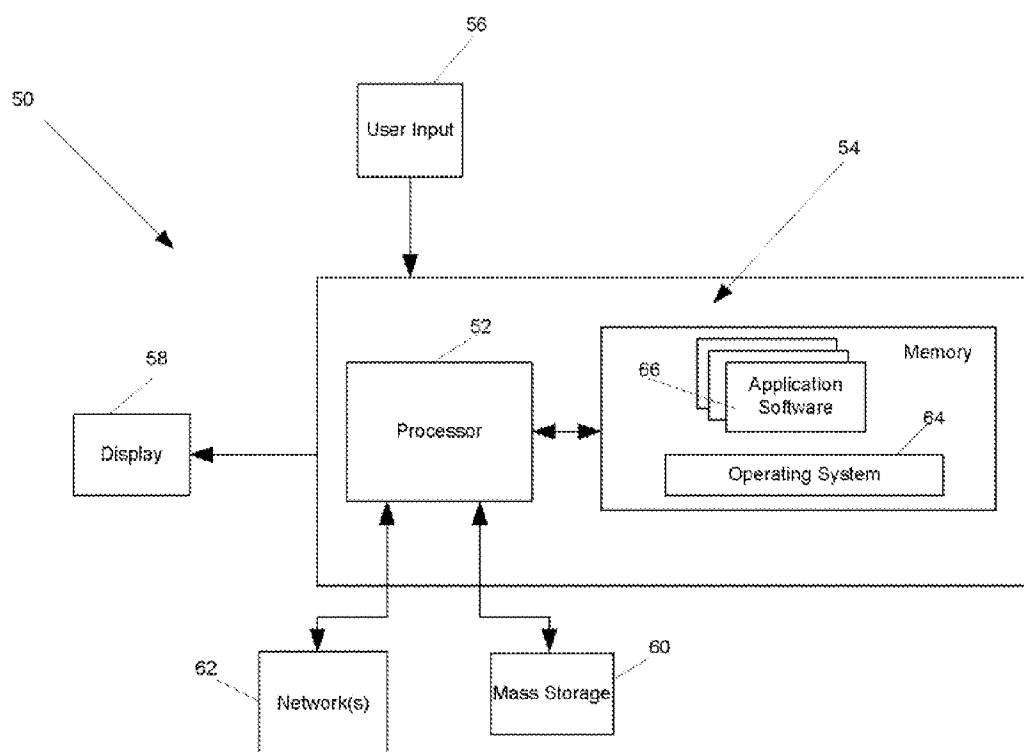 56
50
User Input
54
52
58
Memory
66
Application
Software
Processor
64
Display
Operating System
62
60
Network(s)
Mass Storage